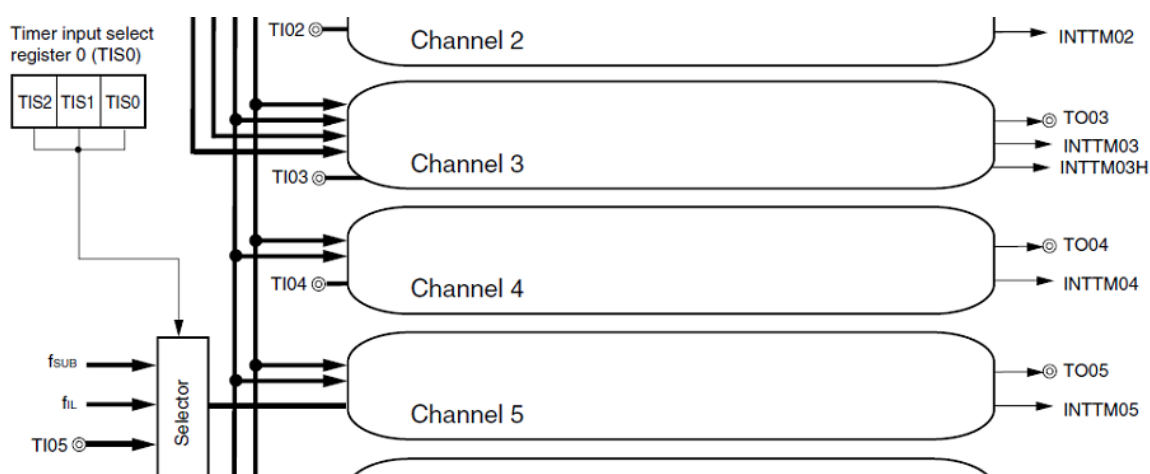 Timer input select
register 0 (TIS0)
TIS2 TIS1 TIS0
TI02
Channel 2
INTTM02
TI03
Channel 3
TO03
INTTM03
INTTM03H
TI04
Channel 4
TO04
INTTM04
fSUB
fIL
TI05
Selector
Channel 5
TO05
INTTM05